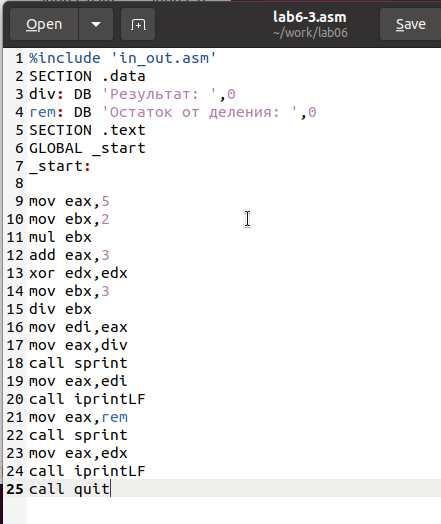 Open
lab6-3.asm
~/work/lab06
Save
1 %include 'in_out.asm'
2 SECTION .data
3 div: DB 'Результат: ',0
4 rem: DB 'Остаток от деления: ',0
5 SECTION .text
6 GLOBAL _start
7 _start:
8
9 mov eax,5
10 mov ebx,2
11 mul ebx
12 add eax,3
13 xor edx,edx
14 mov ebx,3
15 div ebx
16 mov edi,eax
17 mov eax,div
18 call sprint
19 mov eax,edi
20 call iprintLF
21 mov eax,rem
22 call sprint
23 mov eax,edx
24 call iprintLF
25 call quit